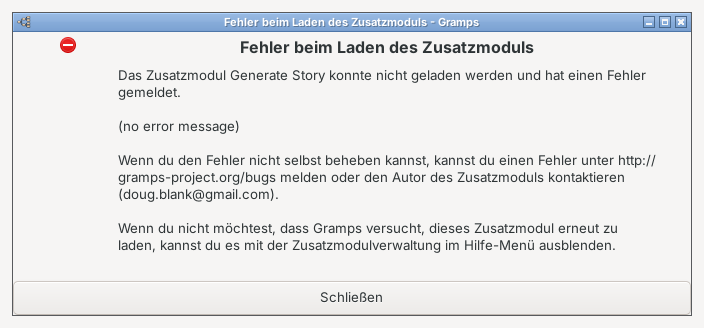 Fehler beim Laden des Zusatzmoduls - Gramps
Fehler beim Laden des Zusatzmoduls
Das Zusatzmodul Generate Story konnte nicht geladen werden und hat einen Fehler
gemeldet.
(no error message)
Wenn du den Fehler nicht selbst beheben kannst, kannst du einen Fehler unter http://
gramps-project.org/bugs melden oder den Autor des Zusatzmoduls kontaktieren
(doug.blank@gmail.com).
Wenn du nicht möchtest, dass Gramps versucht, dieses Zusatzmodul erneut zu
laden, kannst du es mit der Zusatzmodulverwaltung im Hilfe-Menü ausblenden.
Schließen